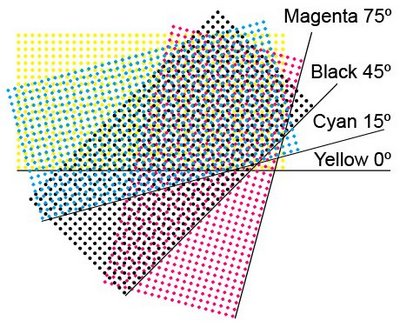 Magenta 75º
Black 45º
Cyan 15º
Yellow 0º